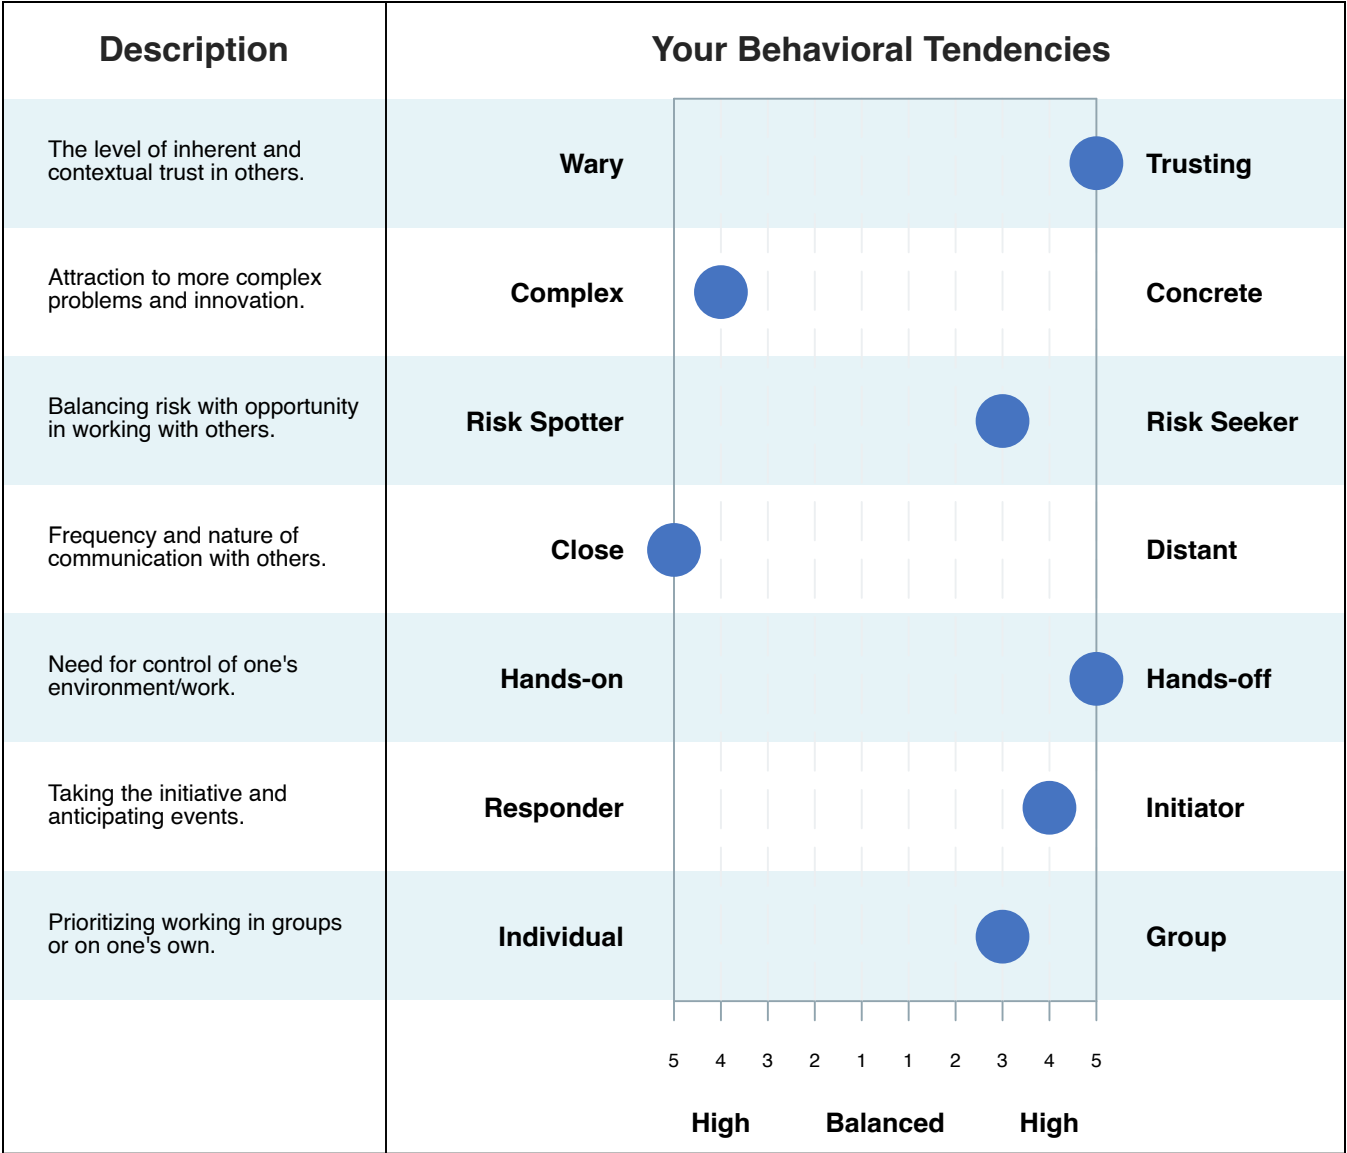 Description
Your Behavioral Tendencies
The level of inherent and
contextual trust in others.
Wary
Trusting
Attraction to more complex
problems and innovation.
Complex
Concrete
Balancing risk with opportunity
in working with others.
Risk Spotter
Risk Seeker
Frequency and nature of
communication with others.
Close
Distant
Need for control of one's
environment/work.
Hands-on
Hands-off
Taking the initiative and
anticipating events.
Responder
Initiator
Prioritizing working in groups
or on one's own.
Individual
Group
5 4 3 2 1 1 2 3 4 5
High Balanced High